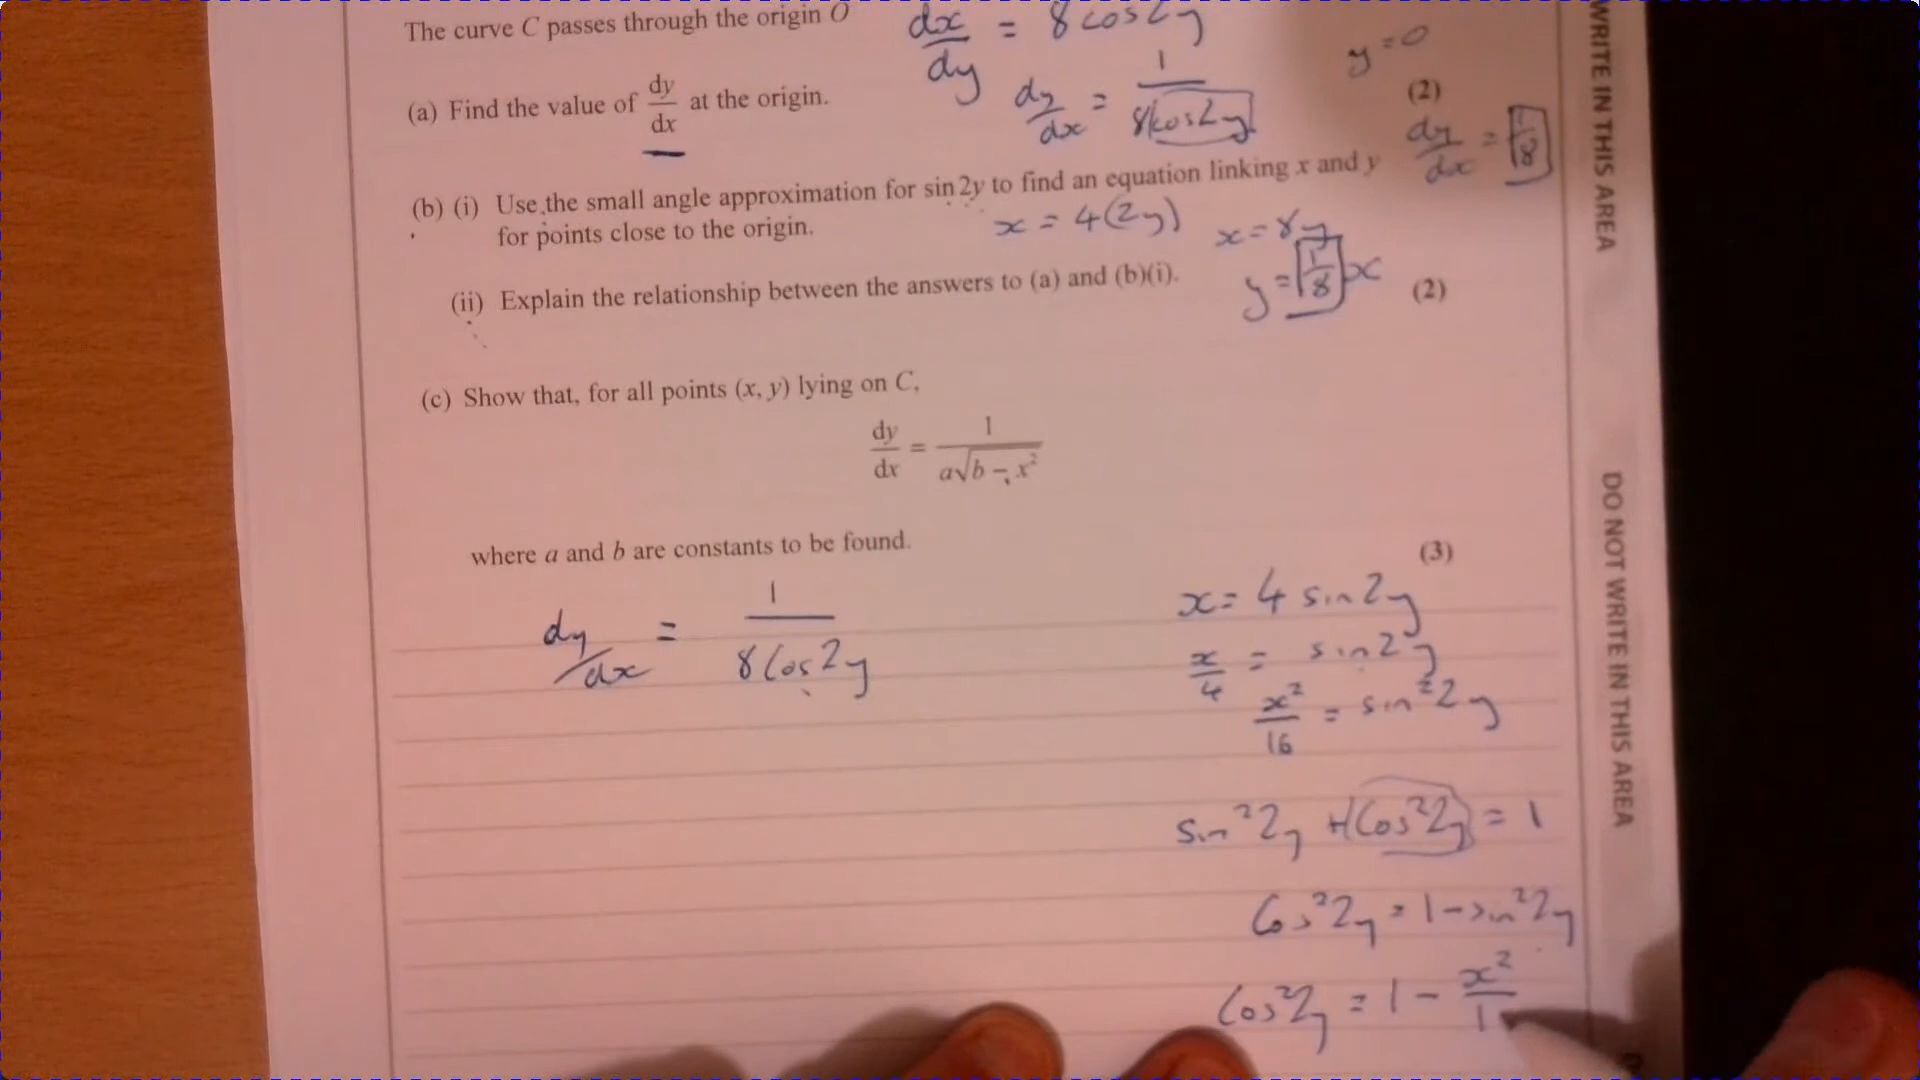 The curve C passes through the origin O
dx/dy = 8cos2y
y=0
(a) Find the value of dy/dx at the origin.
dy/dx = 1/8cos2y
(2)
dy/dx = 1/8
(b) (i) Use the small angle approximation for sin 2y to find an equation linking x and y
for points close to the origin.
x = 4(2y)
x = 8y
y = 1/8 x
(ii) Explain the relationship between the answers to (a) and (b)(i).
(2)
(c) Show that, for all points (x, y) lying on C,
dy/dx = 1/a√b – x²
where a and b are constants to be found.
(3)
dy/dx = 1/8Cos2y
x = 4 sin2y
x/4 = sin2y
x²/16 = sin²2y
sin²2y + (Cos²2y) = 1
Cos²2y = 1-sin²2y
Cos²2y = 1 - x²/1
WRITE IN THIS AREA
DO NOT WRITE IN THIS AREA